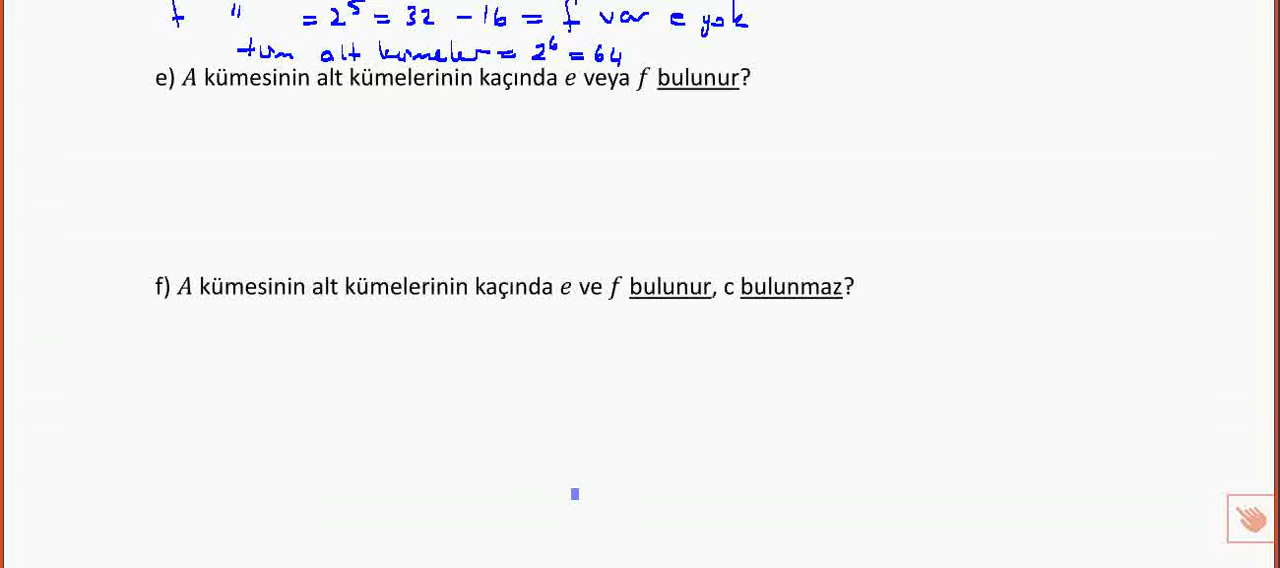 f " = 2⁵ = 32 - 16 = f var e yok
tüm alt kümeler = 2⁶ = 64
e) A kümesinin alt kümelerinin kaçında e veya f bulunur?
f) A kümesinin alt kümelerinin kaçında e ve f bulunur, c bulunmaz?